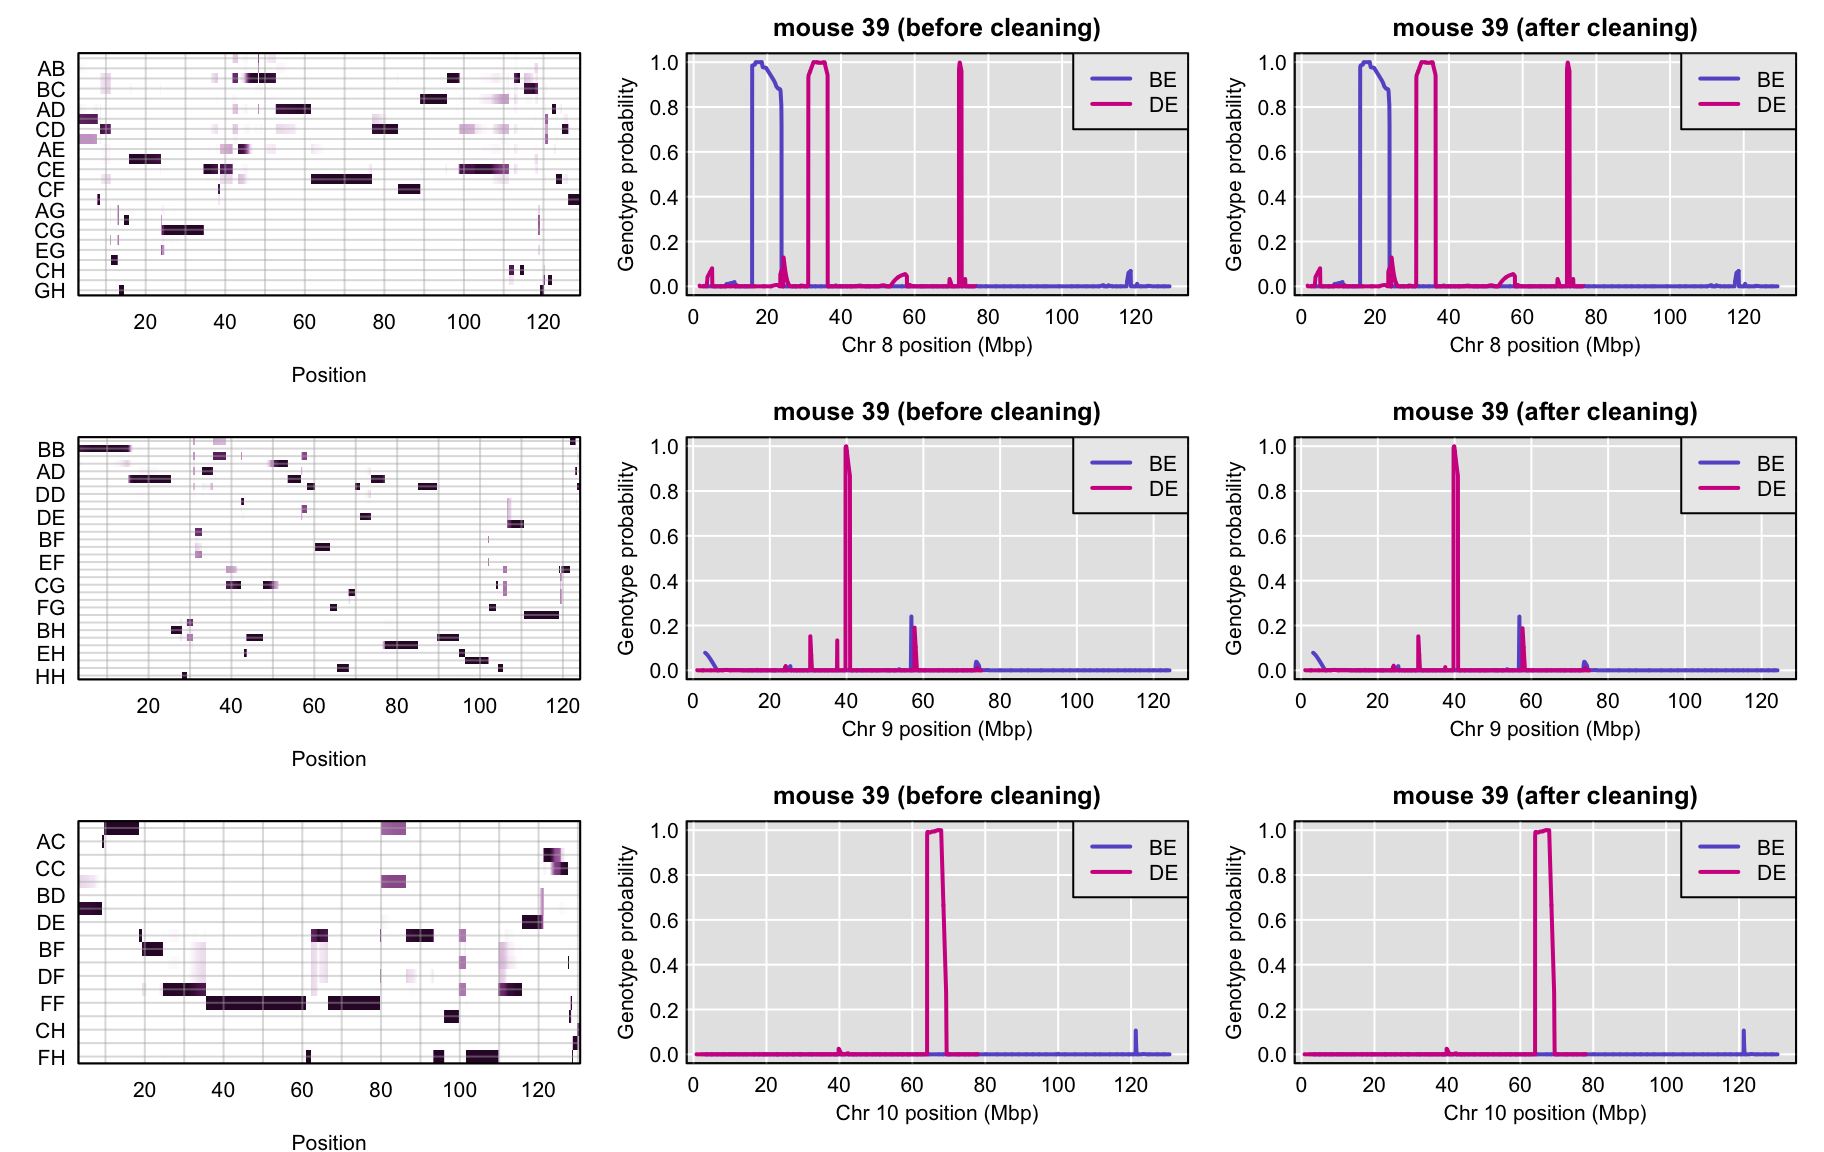 AB
BC
AD
CD
AE
CE
CF
AG
CG
EG
CH
GH
20 40 60 80 100 120
Position
mouse 39 (before cleaning)
Genotype probability
1.0
0.8
0.6
0.4
0.2
0.0
BE
DE
0 20 40 60 80 100 120
Chr 8 position (Mbp)
mouse 39 (after cleaning)
Genotype probability
1.0
0.8
0.6
0.4
0.2
0.0
BE
DE
0 20 40 60 80 100 120
Chr 8 position (Mbp)
BB
AD
DD
DE
BF
EF
CG
FG
BH
EH
HH
20 40 60 80 100 120
Position
mouse 39 (before cleaning)
Genotype probability
1.0
0.8
0.6
0.4
0.2
0.0
BE
DE
0 20 40 60 80 100 120
Chr 9 position (Mbp)
mouse 39 (after cleaning)
Genotype probability
1.0
0.8
0.6
0.4
0.2
0.0
BE
DE
0 20 40 60 80 100 120
Chr 9 position (Mbp)
AC
CC
BD
DE
BF
DF
FF
CH
FH
20 40 60 80 100 120
Position
mouse 39 (before cleaning)
Genotype probability
1.0
0.8
0.6
0.4
0.2
0.0
BE
DE
0 20 40 60 80 100 120
Chr 10 position (Mbp)
mouse 39 (after cleaning)
Genotype probability
1.0
0.8
0.6
0.4
0.2
0.0
BE
DE
0 20 40 60 80 100 120
Chr 10 position (Mbp)